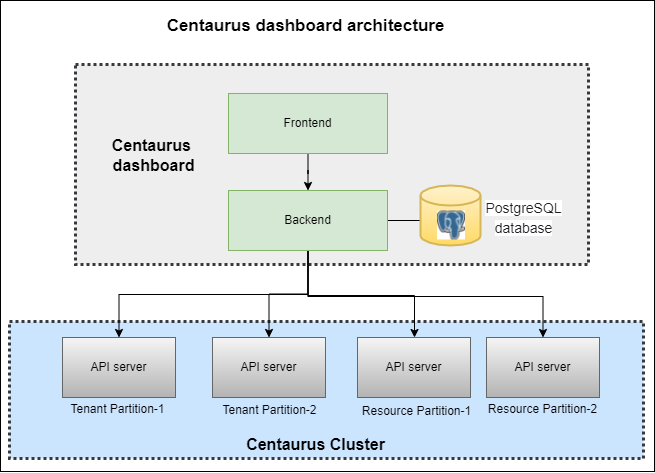 Centaurus dashboard architecture
Frontend
Centaurus
dashboard
Backend
PostgreSQL
database
API server
API server
API server
API server
Tenant Partition-1
Tenant Partition-2
Resource Partition-1
Resource Partition-2
Centaurus Cluster